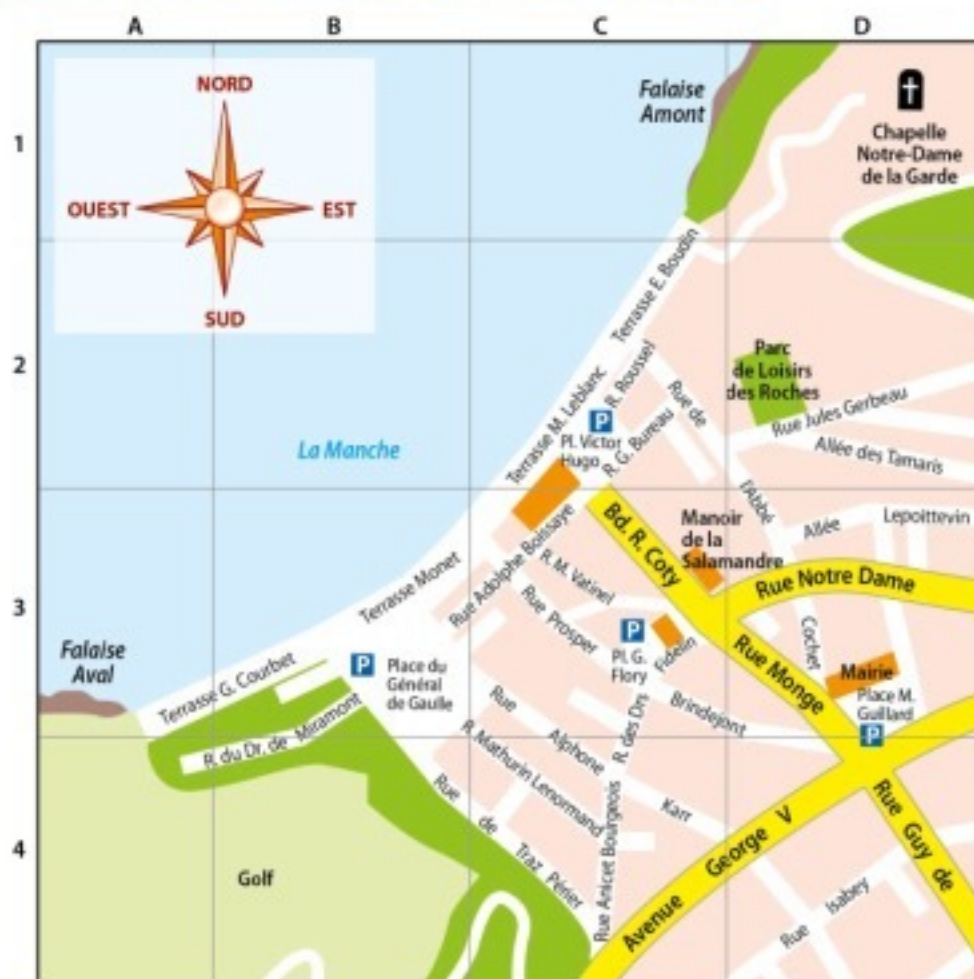 A B C D
1
2
3
4
NORD
OUEST
EST
SUD
Falaise
Amont
Chapelle
Notre-Dame
de la Garde
Terrasse E. Boudin
Parc
de Loisirs
des Roches
R. Roussel
Rue de
l'Abbé
Cochet
Rue Jules Gerbeau
Allée des Tamaris
Terrasse M. Leblanc
P
Pl. Victor
Hugo
R. G. Bureau
La Manche
Bd. R. Coty
Manoir
de la
Salamandre
Allée
Lepoittevin
Rue Notre Dame
Rue Adolphe Boissaye
R. M. Vatinel
Terrasse Monet
Rue Prosper
Brindejont
P
Pl. G.
Flory
Fidelin
R. des Drs
Rue Monge
Mairie
Place M.
Guillard
P
Falaise
Aval
Terrasse G. Courbet
P
Place du
Général
de Gaulle
R. du Dr. de Miramont
Rue
Alphone
Karr
R. Mathurin Lenormand
Rue
de
Traz Périer
Rue Anicet Bourgeois
Avenue George V
Rue Guy de
Rue Isabey
Golf